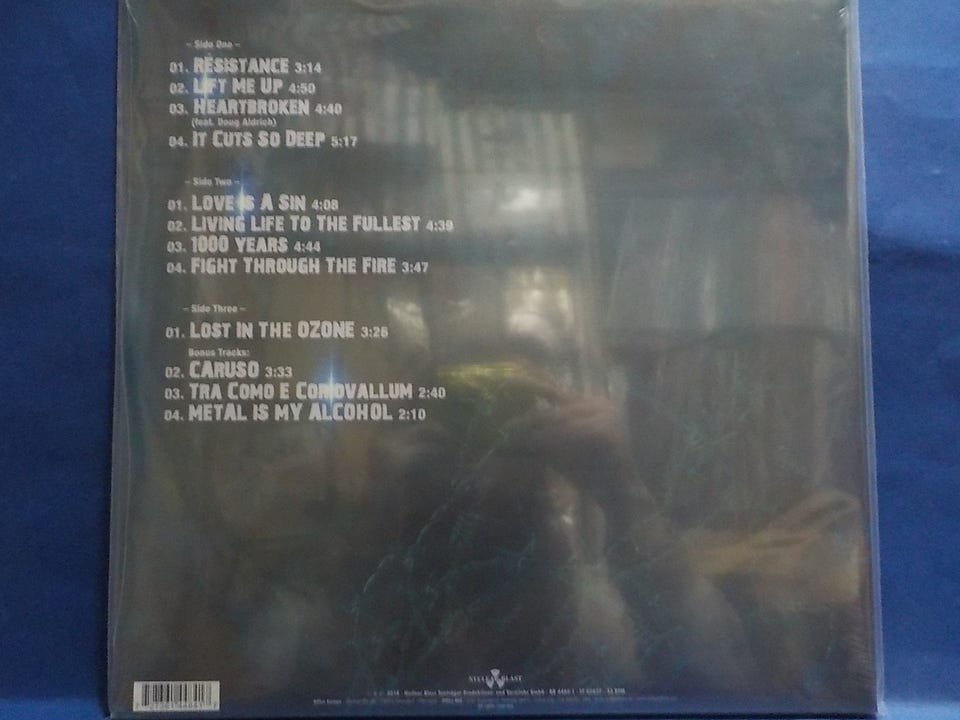 – Side One –
01. RESISTANCE 3:14
02. LIFT ME UP 4:50
03. HEARTBROKEN 4:40
(feat. Doug Aldrich)
04. IT CUTS SO DEEP 5:17
– Side Two –
01. LOVE IS A SIN 4:08
02. LIVING LIFE TO THE FULLEST 4:39
03. 1000 YEARS 4:44
04. FIGHT THROUGH THE FIRE 3:47
– Side Three –
01. LOST IN THE OZONE 3:26
Bonus Tracks:
02. CARUSO 3:33
03. TRA COMO E CORIOVALLUM 2:40
04. METAL IS MY ALCOHOL 2:10